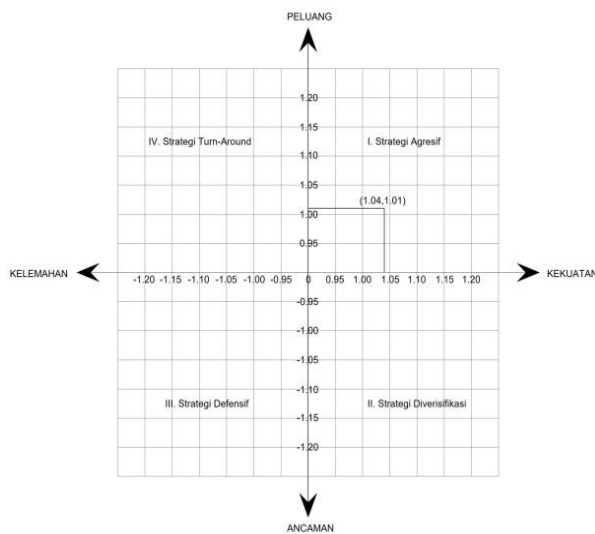 PELUANG
1.20
1.15
IV. Strategi Turn-Around
I. Strategi Agresif
1.10
1.05
(1.04,1.01)
1.00
0.95
KELEMAHAN
KEKUATAN
-1.20 -1.15 -1.10 -1.05 -1.00 -0.95 0 0.95 1.00 1.05 1.10 1.15 1.20
-0.95
-1.00
-1.05
-1.10
III. Strategi Defensif
II. Strategi Diverisifikasi
-1.15
-1.20
ANCAMAN